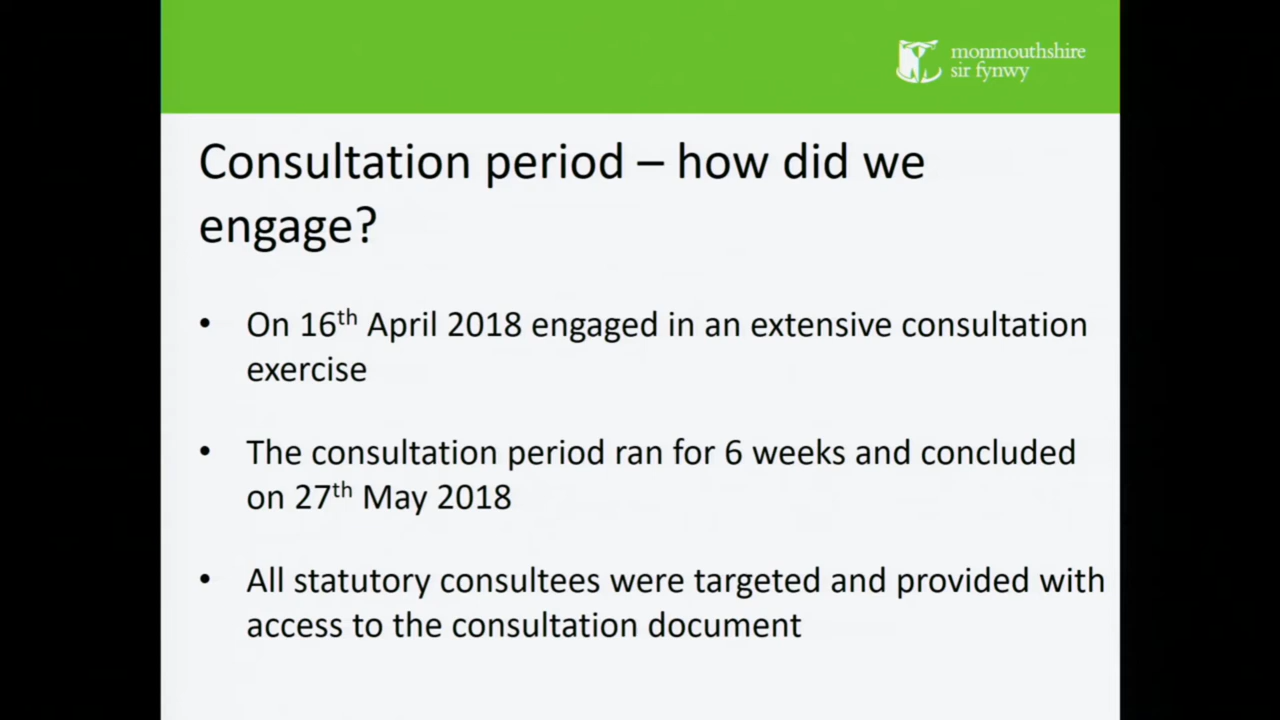 monmouthshire
sir fynwy
Consultation period – how did we
engage?
• On 16th April 2018 engaged in an extensive consultation
exercise
• The consultation period ran for 6 weeks and concluded
on 27th May 2018
• All statutory consultees were targeted and provided with
access to the consultation document